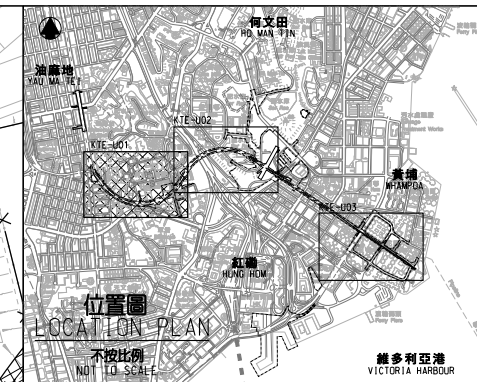 何文田
HO MAN TIN
油麻地
YAU MA TEI
KTE-U02
KTE-U01
黃埔
WHAMPOA
KTE-U03
紅磡
HUNG HOM
位置圖
LOCATION PLAN
不按比例
NOT TO SCALE
維多利亞港
VICTORIA HARBOUR